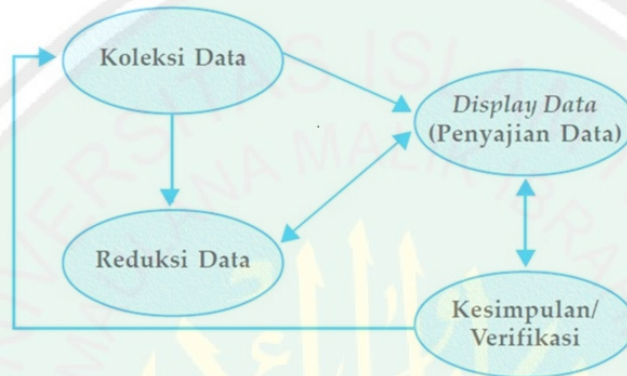 Koleksi Data
Display Data
(Penyajian Data)
Reduksi Data
Kesimpulan/
Verifikasi